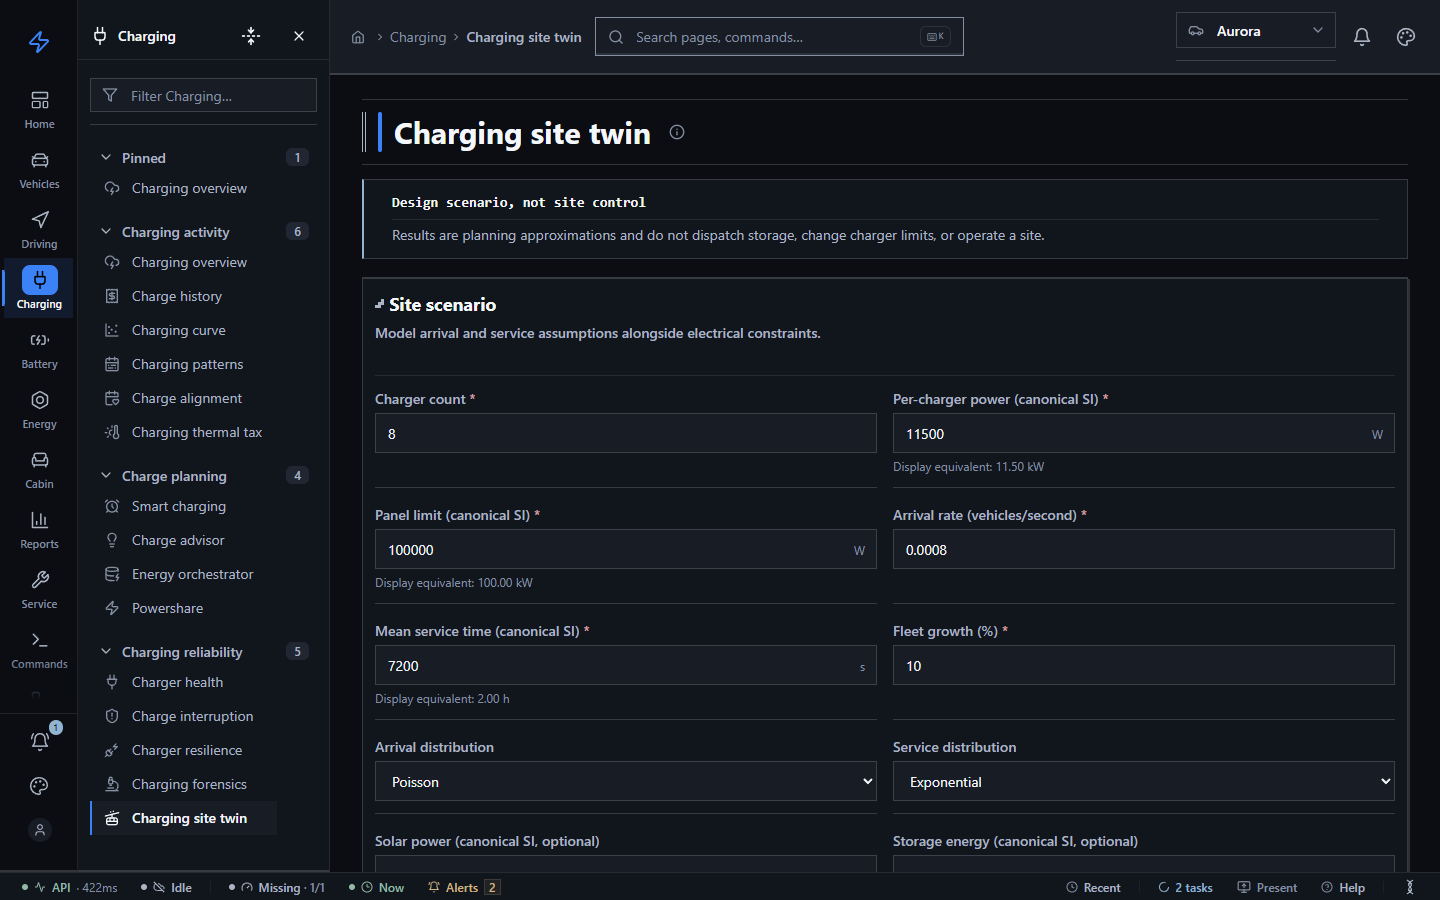 Charging
Charging
Charging site twin
Search pages, commands...
K
Aurora
Home
Vehicles
Driving
Charging
Battery
Energy
Cabin
Reports
Service
Commands
1
Filter Charging...
Pinned
1
Charging overview
Charging activity
6
Charging overview
Charge history
Charging curve
Charging patterns
Charge alignment
Charging thermal tax
Charge planning
4
Smart charging
Charge advisor
Energy orchestrator
Powershare
Charging reliability
5
Charger health
Charge interruption
Charger resilience
Charging forensics
Charging site twin
Charging site twin
Design scenario, not site control
Results are planning approximations and do not dispatch storage, change charger limits, or operate a site.
Site scenario
Model arrival and service assumptions alongside electrical constraints.
Charger count *
8
Per-charger power (canonical SI) *
11500 W
Display equivalent: 11.50 kW
Panel limit (canonical SI) *
100000 W
Display equivalent: 100.00 kW
Arrival rate (vehicles/second) *
0.0008
Mean service time (canonical SI) *
7200 s
Display equivalent: 2.00 h
Fleet growth (%) *
10
Arrival distribution
Poisson
Service distribution
Exponential
Solar power (canonical SI, optional)
Storage energy (canonical SI, optional)
API · 422ms
Idle
Missing · 1/1
Now
Alerts 2
Recent
2 tasks
Present
Help